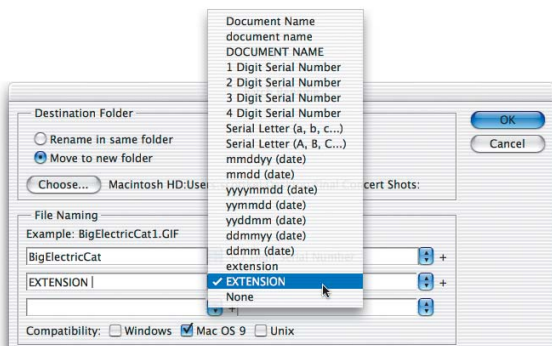 Document Name
document name
DOCUMENT NAME
1 Digit Serial Number
2 Digit Serial Number
3 Digit Serial Number
4 Digit Serial Number
Serial Letter (a, b, c...)
Serial Letter (A, B, C...)
mmddyy (date)
mmdd (date)
yyyymmdd (date)
yymmdd (date)
yyddmm (date)
ddmmyy (date)
ddmm (date)
extension
✓ EXTENSION
None
Destination Folder
Rename in same folder
Move to new folder
Choose... Macintosh HD:Users Concert Shots:
OK
Cancel
File Naming
Example: BigElectricCat1.GIF
BigElectricCat Serial Number +
EXTENSION +
+
Compatibility: Windows Mac OS 9 Unix